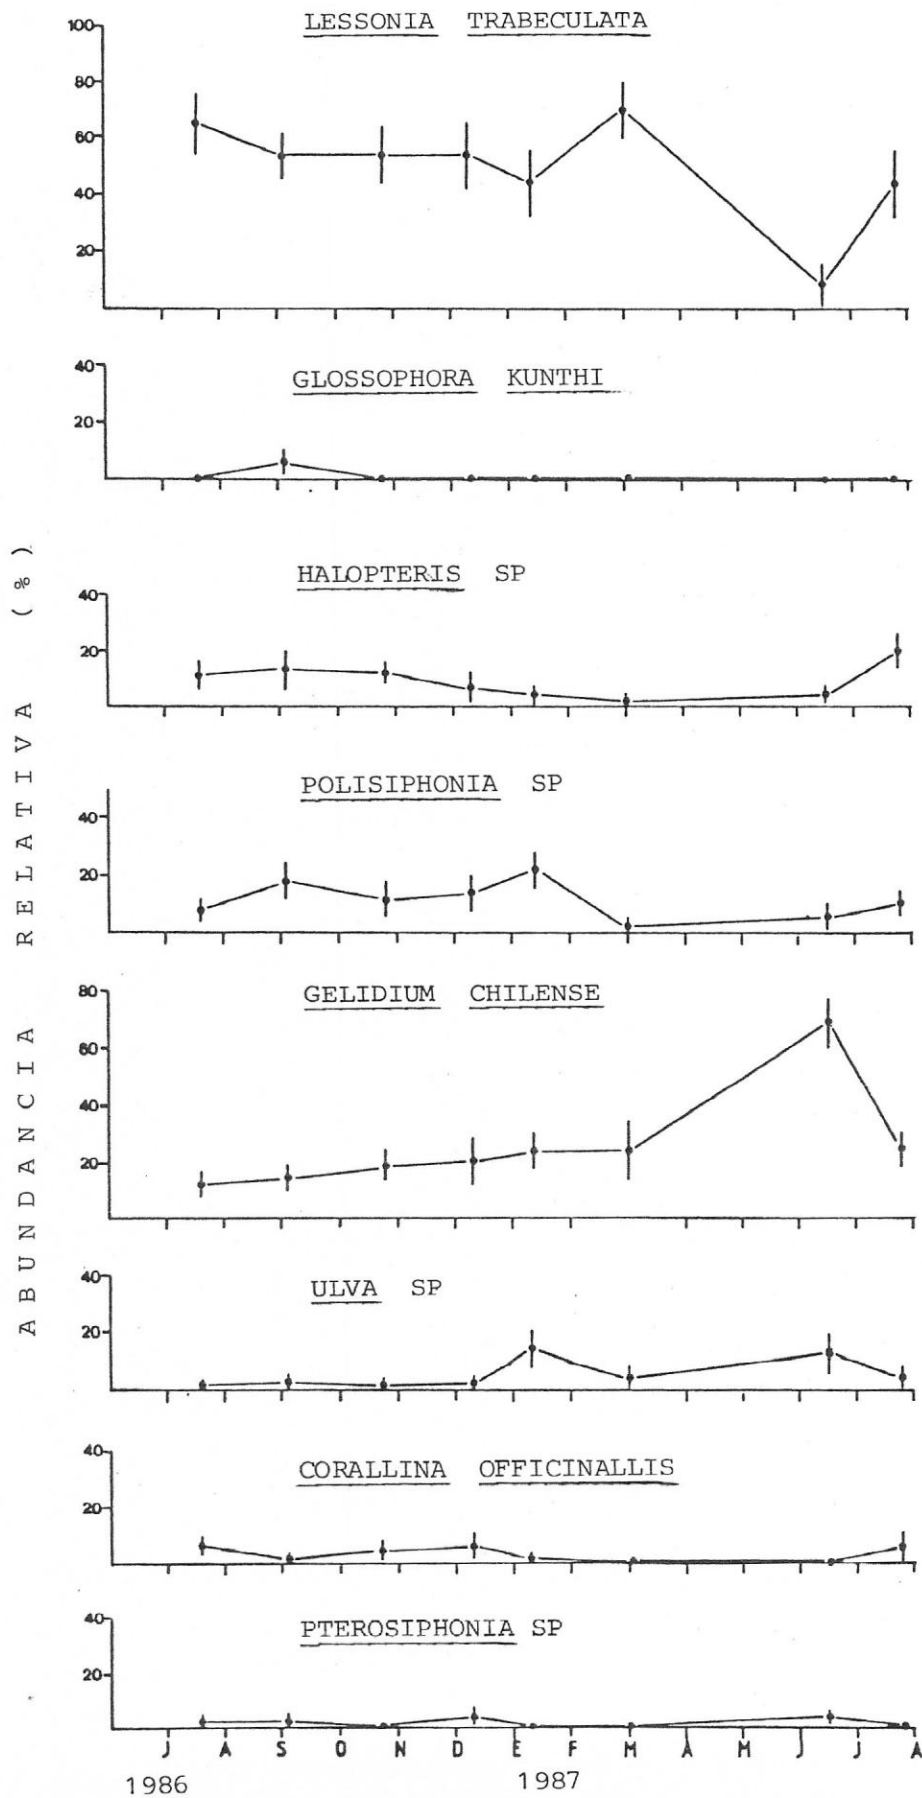 LESSONIA TRABECULATA
100
80
60
40
20
GLOSSOPHORA KUNTHI
40
20
HALOPTERIS SP
40
20
POLISIPHONIA SP
40
20
GELIDIUM CHILENSE
80
60
40
20
ULVA SP
40
20
CORALLINA OFFICINALLIS
40
20
PTEROSIPHONIA SP
40
20
J A S O N D E F M A M J J A
1986 1987
ABUNDANCIA RELATIVA (%)